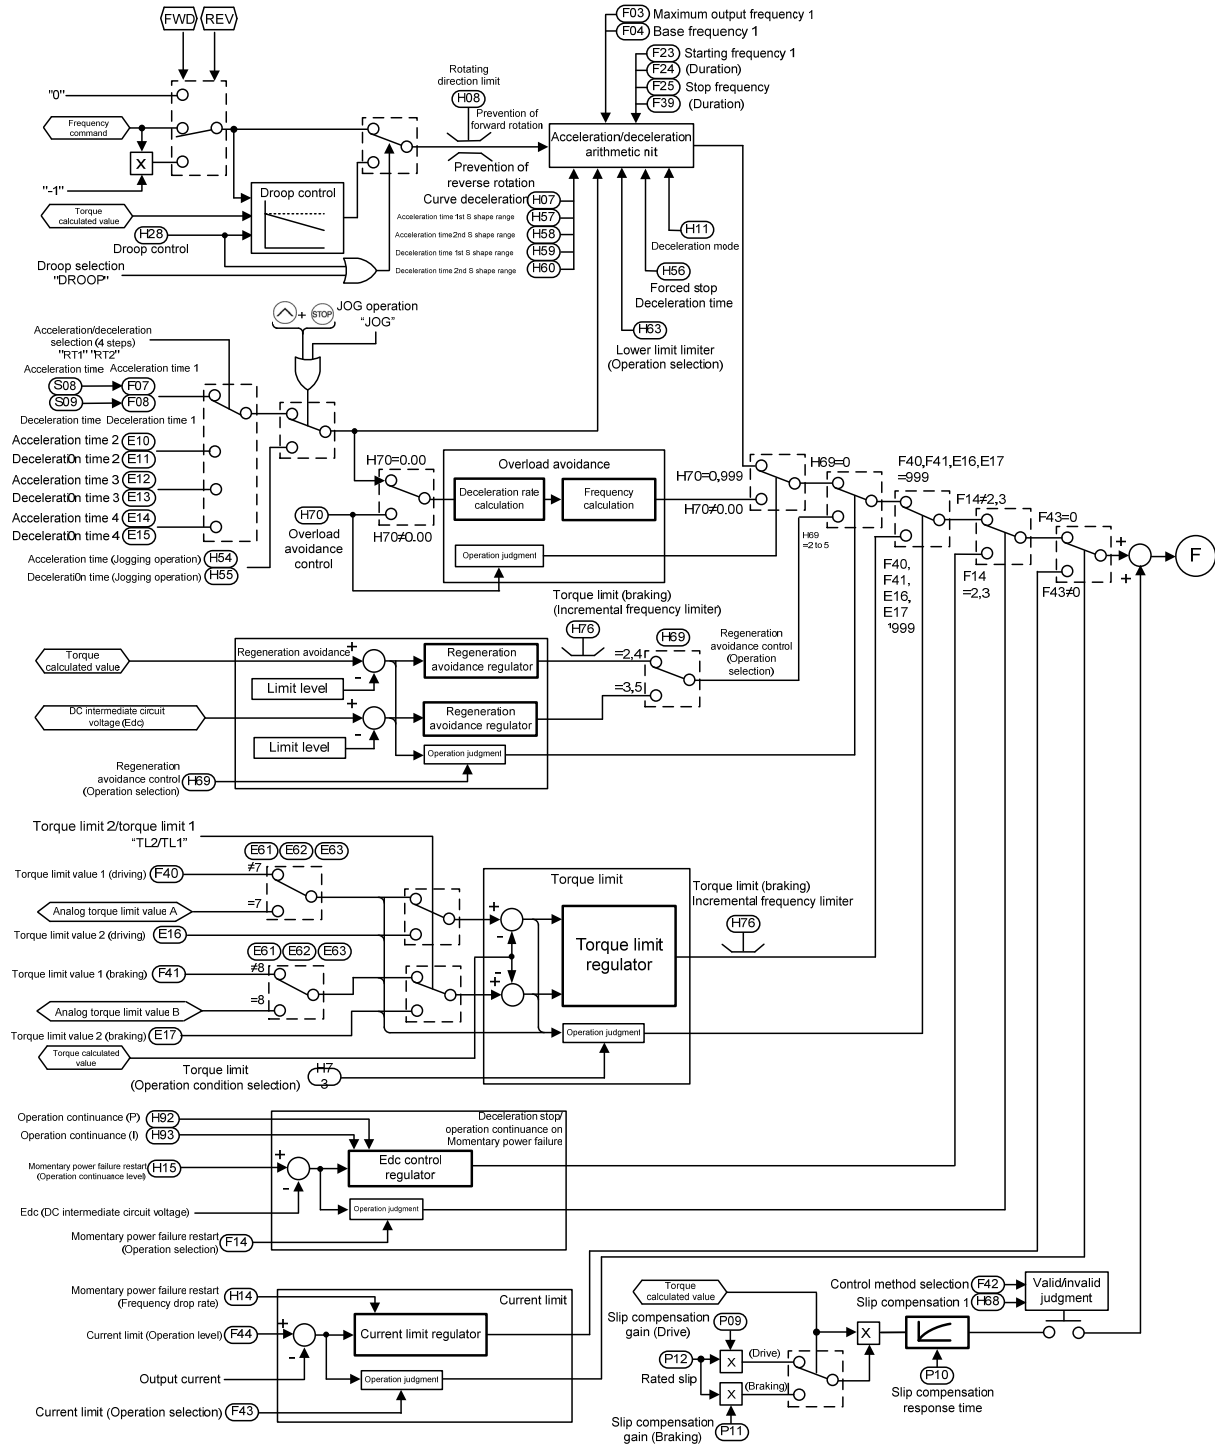 FWD
REV
"0"
Frequency
command
X
"-1"
Torque
calculated value
H28
Droop control
Droop selection
"DROOP"
Droop control
Rotating
direction limit
H08
Prevention of
forward rotation
Prevention of
reverse rotation
F03 Maximum output frequency 1
F04 Base frequency 1
F23 Starting frequency 1
F24 (Duration)
F25 Stop frequency
F39 (Duration)
Acceleration/deceleration
arithmetic nit
Curve deceleration H07
Acceleration time 1st S shape range H57
Acceleration time2nd S shape range H58
Deceleration time 1st S shape range H59
Deceleration time 2nd S shape range H60
H11
Deceleration mode
H56
Forced stop
Deceleration time
H63
Lower limit limiter
(Operation selection)
+ STOP
JOG operation
"JOG"
Acceleration/deceleration
selection (4 steps)
"RT1" "RT2"
Acceleration time Acceleration time 1
S08 F07
S09 F08
Deceleration time Deceleration time 1
Acceleration time 2 E10
Decelerati0n time 2 E11
Acceleration time 3 E12
Decelerati0n time 3 E13
Acceleration time 4 E14
Decelerati0n time 4 E15
Acceleration time (Jogging operation) H54
Decelerati0n time (Jogging operation) H55
H70=0.00
H70
H70≠0.00
Overload
avoidance
control
Overload avoidance
Deceleration rate
calculation
Frequency
calculation
Operation judgment
H70=0,999
H70≠0.00
H69=0
H69
=2 to 5
F40,F41,E16,E17
=999
F40,
F41,
E16,
E17
'999
F14≠2,3
F14
=2,3
F43=0
F43≠0
+
+
F
Torque limit (braking)
(Incremental frequency limiter)
H76
H69
=2,4
=3,5
Regeneration
avoidance control
(Operation
selection)
Torque
calculated value
Regeneration avoidance
+
-
Limit level
Regeneration
avoidance regulator
DC intermediate circuit
voltage (Edc)
+
-
Limit level
Regeneration
avoidance regulator
Operation judgment
Regeneration
avoidance control
(Operation selection)
H69
Torque limit 2/torque limit 1
"TL2/TL1"
E61 E62 E63
Torque limit value 1 (driving) F40
≠7
Analog torque limit value A
=7
Torque limit value 2 (driving) E16
E61 E62 E63
Torque limit value 1 (braking) F41
≠8
Analog torque limit value B
=8
Torque limit value 2 (braking) E17
Torque calculated
value
Torque limit
(Operation condition selection)
H7
3
Torque limit
+
-
-
+
Torque limit
regulator
Operation judgment
Torque limit (braking)
Incremental frequency limiter
H76
Operation continuance (P) H92
Operation continuance (I) H93
Momentary power failure restart
(Operation continuance level)
H15
+
-
Edc (DC intermediate circuit voltage)
Momentary power failure restart
(Operation selection)
F14
Deceleration stop/
operation continuance on
Momentary power failure
Edc control
regulator
Operation judgment
Momentary power failure restart
(Frequency drop rate)
H14
Current limit
Current limit (Operation level) F44
+
-
Current limit regulator
Output current
Operation judgment
Current limit (Operation selection) F43
Torque
calculated value
Slip compensation
gain (Drive)
P09
P12
Rated slip
X
(Drive)
X
(Braking)
Slip compensation
gain (Braking)
P11
X
P10
Slip compensation
response time
Control method selection F42
Slip compensation 1 H68
Valid/invalid
judgment